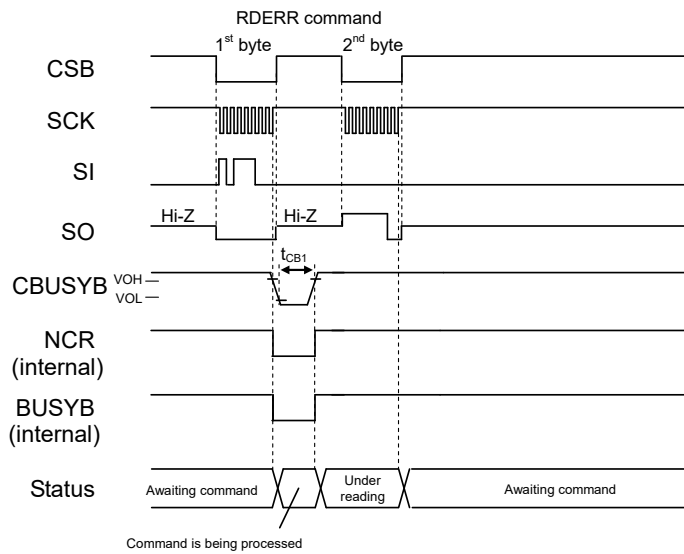 RDERR command
1st byte
2nd byte
CSB
SCK
SI
Hi-Z
Hi-Z
SO
tCB1
VOH
CBUSYB
VOL
NCR
(internal)
BUSYB
(internal)
Status
Awaiting command
Under
reading
Awaiting command
Command is being processed